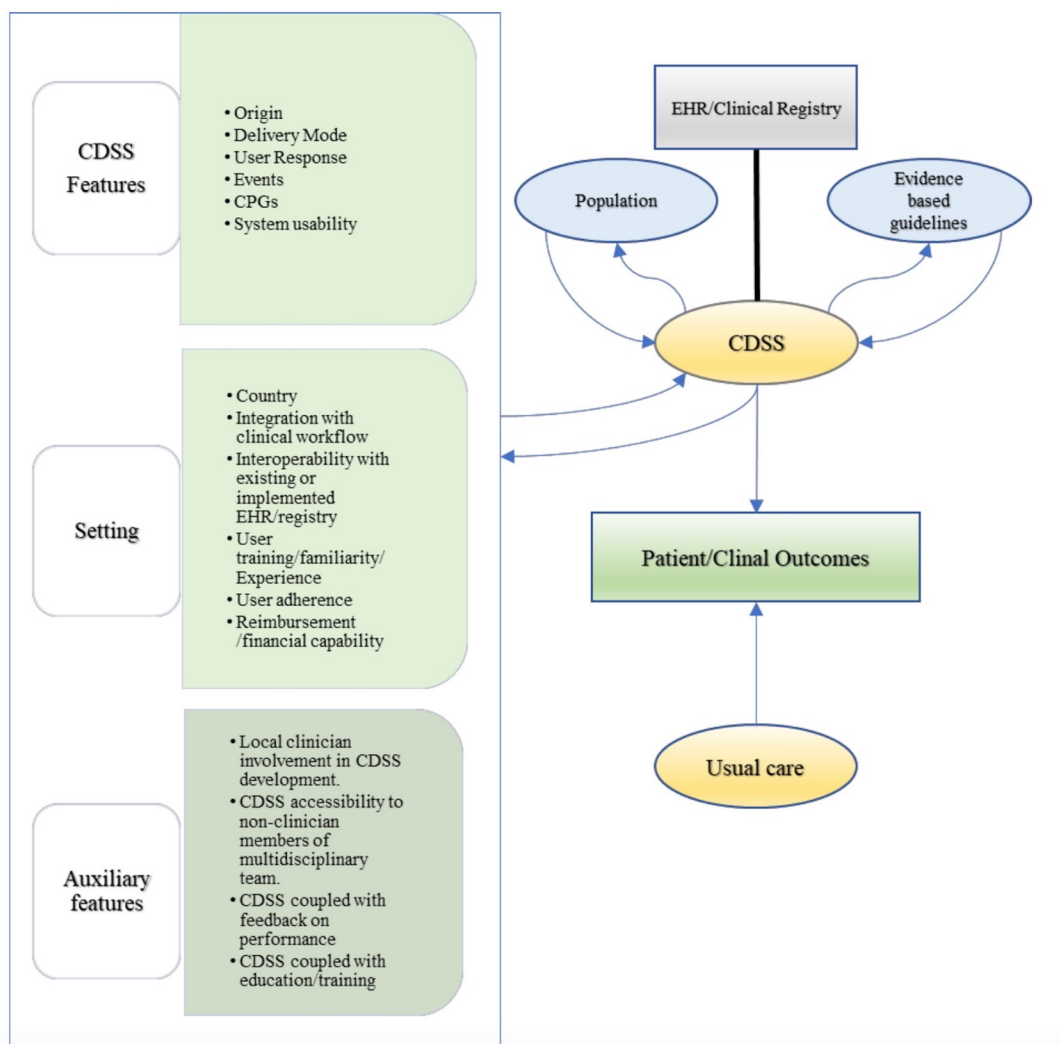 CDSS
Features
• Origin
• Delivery Mode
• User Response
• Events
• CPGs
• System usability
Setting
• Country
• Integration with
clinical workflow
• Interoperability with
existing or
implemented
EHR/registry
• User
training/familiarity/
Experience
• User adherence
• Reimbursement
/financial capability
Auxiliary
features
• Local clinician
involvement in CDSS
development.
• CDSS accessibility to
non-clinician
members of
multidisciplinary
team.
• CDSS coupled with
feedback on
performance
• CDSS coupled with
education/training
EHR/Clinical Registry
Population
Evidence
based
guidelines
CDSS
Patient/Clinal Outcomes
Usual care